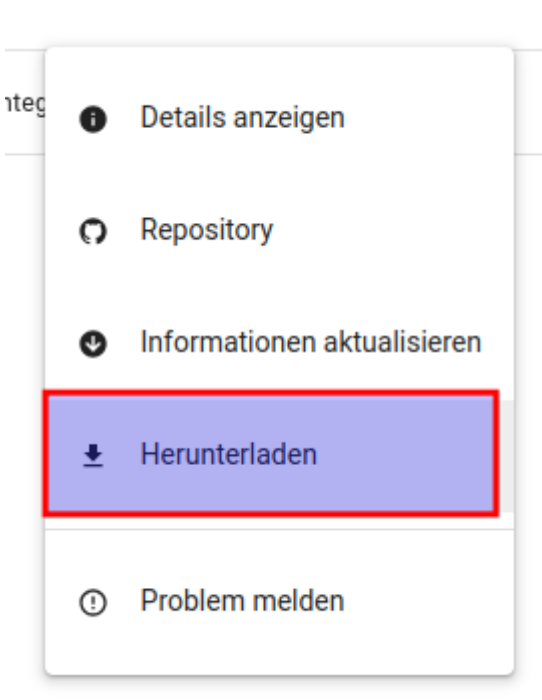 Details anzeigen
Repository
Informationen aktualisieren
Herunterladen
Problem melden